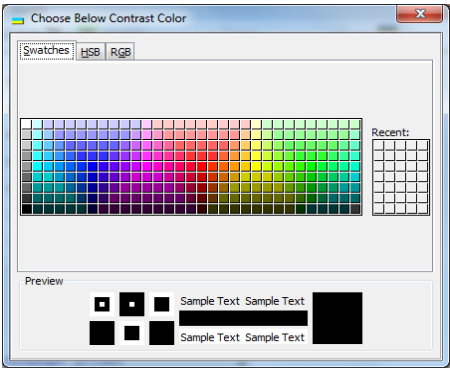 Choose Below Contrast Color
Swatches HSB RGB
Recent:
Preview
Sample Text Sample Text
Sample Text Sample Text